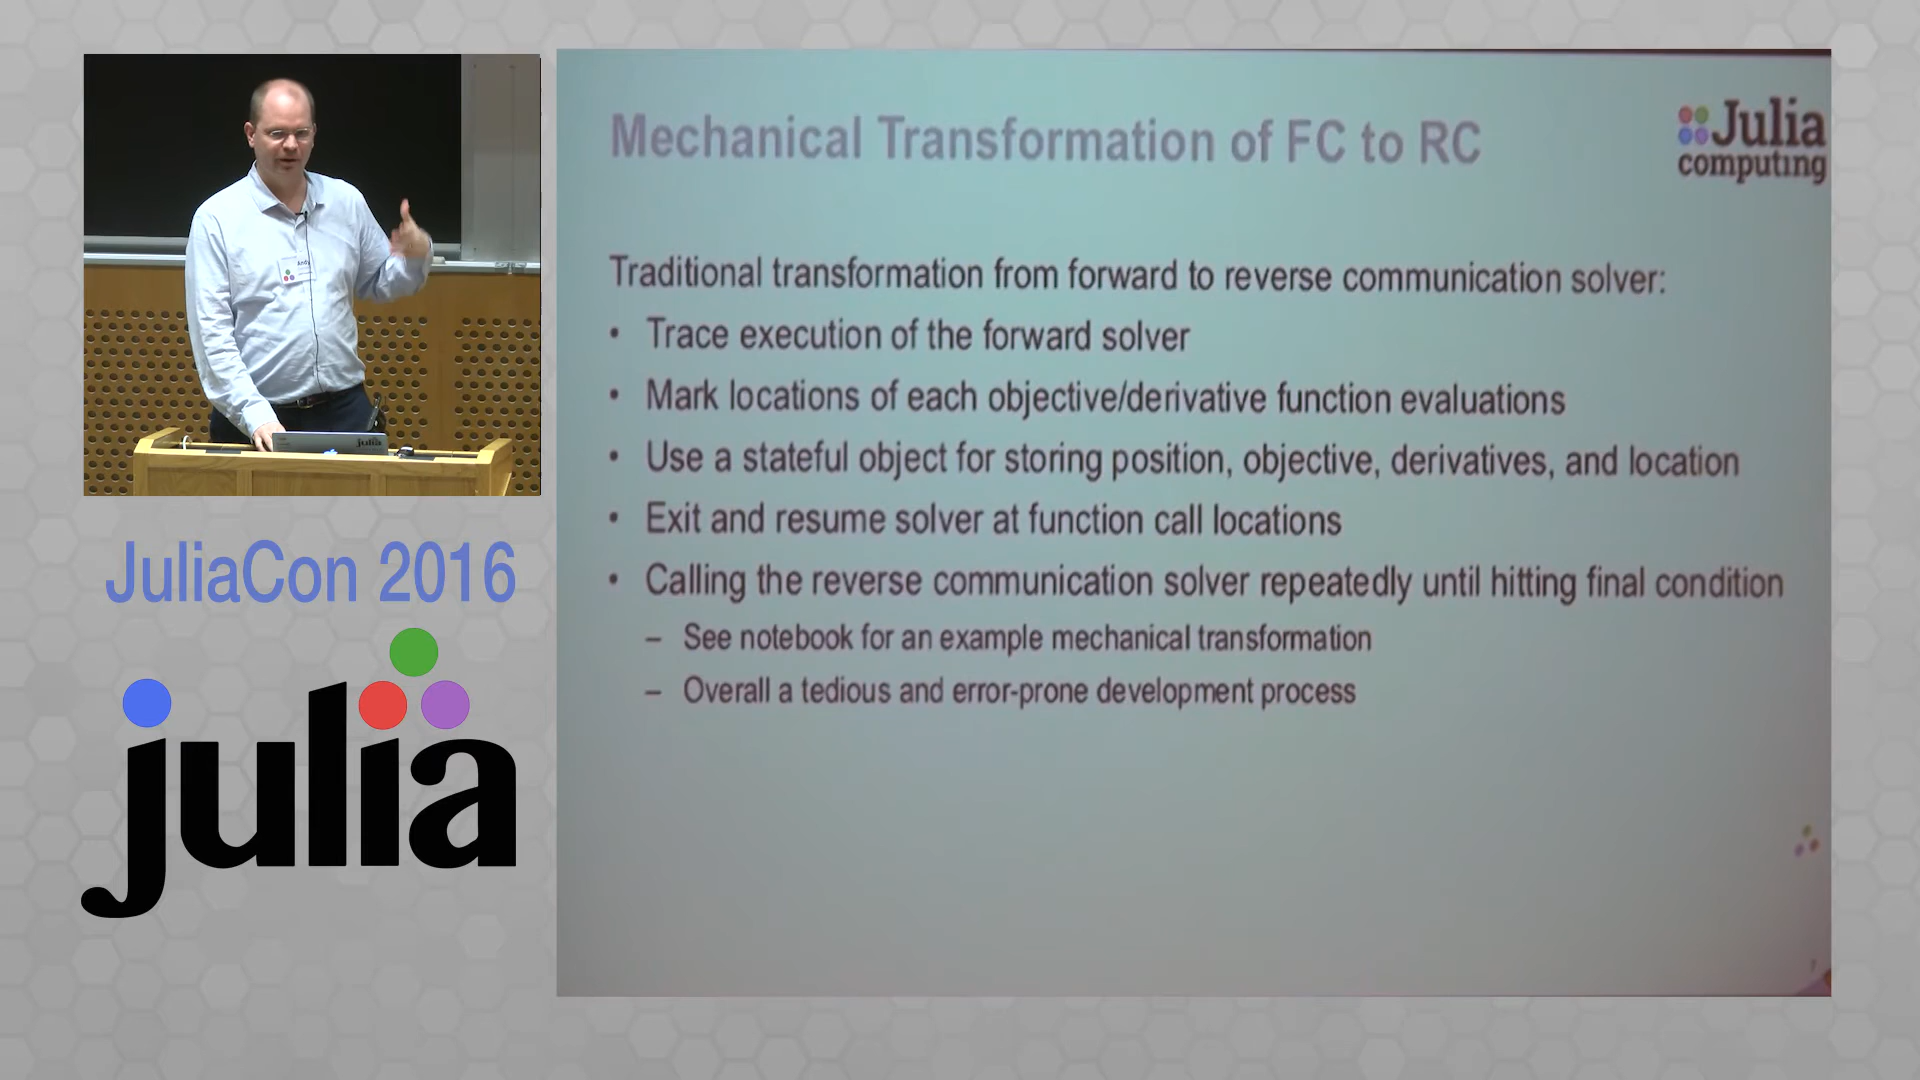 Andy
julia
JuliaCon 2016
julia
Mechanical Transformation of FC to RC
Julia
computing
Traditional transformation from forward to reverse communication solver:
• Trace execution of the forward solver
• Mark locations of each objective/derivative function evaluations
• Use a stateful object for storing position, objective, derivatives, and location
• Exit and resume solver at function call locations
• Calling the reverse communication solver repeatedly until hitting final condition
– See notebook for an example mechanical transformation
– Overall a tedious and error-prone development process
7